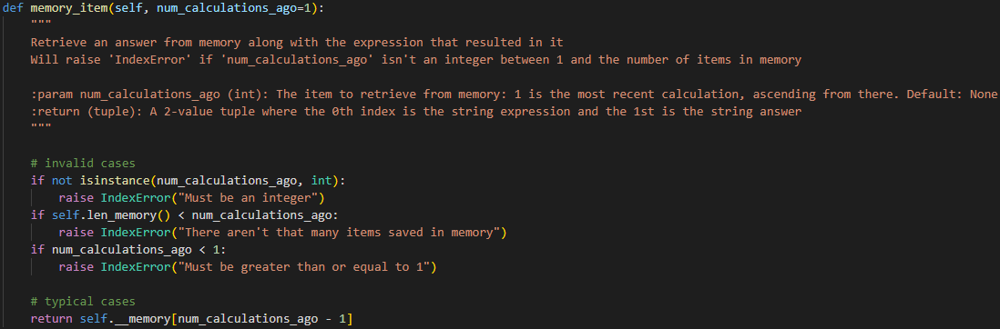 def memory_item(self, num_calculations_ago=1):
    """
    Retrieve an answer from memory along with the expression that resulted in it
    Will raise 'IndexError' if 'num_calculations_ago' isn't an integer between 1 and the number of items in memory

    :param num_calculations_ago (int): The item to retrieve from memory: 1 is the most recent calculation, ascending from there. Default: None
    :return (tuple): A 2-value tuple where the 0th index is the string expression and the 1st is the string answer
    """

    # invalid cases
    if not isinstance(num_calculations_ago, int):
        raise IndexError("Must be an integer")
    if self.len_memory() < num_calculations_ago:
        raise IndexError("There aren't that many items saved in memory")
    if num_calculations_ago < 1:
        raise IndexError("Must be greater than or equal to 1")

    # typical cases
    return self.__memory[num_calculations_ago - 1]